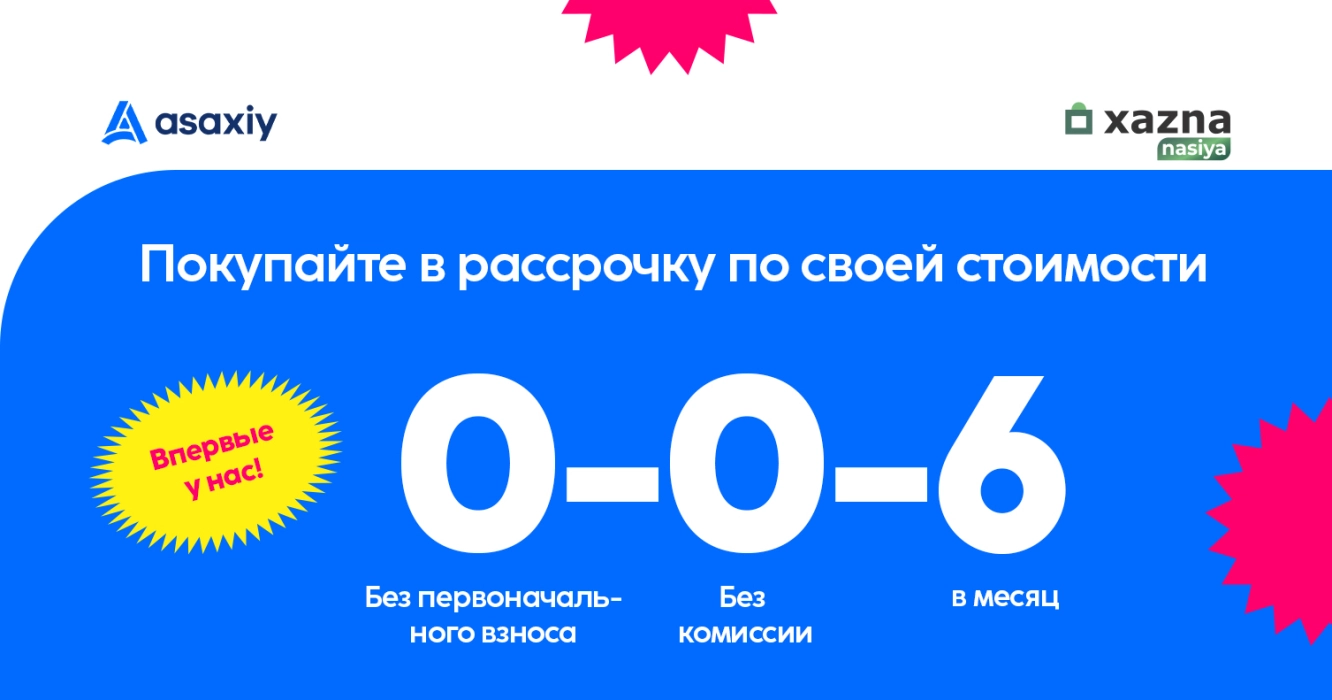 asaxiy
xazna
nasiya
Покупайте в рассрочку по своей стоимости
Впервые
у нас!
0–0–6
Без первоначаль-
ного взноса
Без
комиссии
в месяц